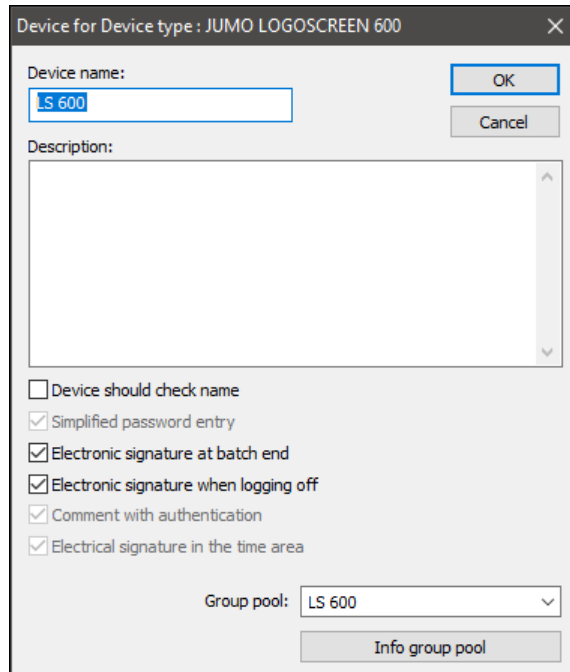 Device for Device type : JUMO LOGOSCREEN 600
Device name:
LS 600
OK
Cancel
Description:
Device should check name
Simplified password entry
Electronic signature at batch end
Electronic signature when logging off
Comment with authentication
Electrical signature in the time area
Group pool: LS 600
Info group pool